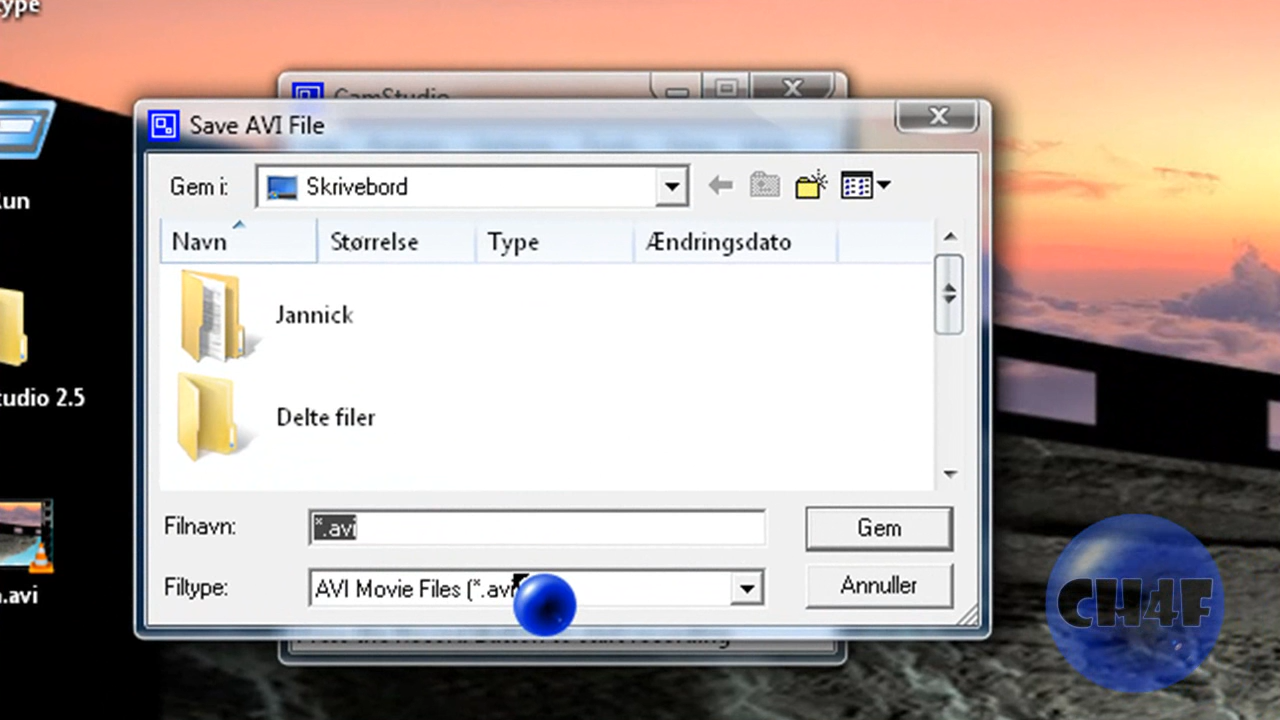 ype
CamStudio
Save AVI File
Gem i:
Skrivebord
Navn
Størrelse
Type
Ændringsdato
un
Jannick
tudio 2.5
Delte filer
Filnavn:
*.avi
Gem
Filtype:
AVI Movie Files (*.avi
Annuller
.avi
CH4F